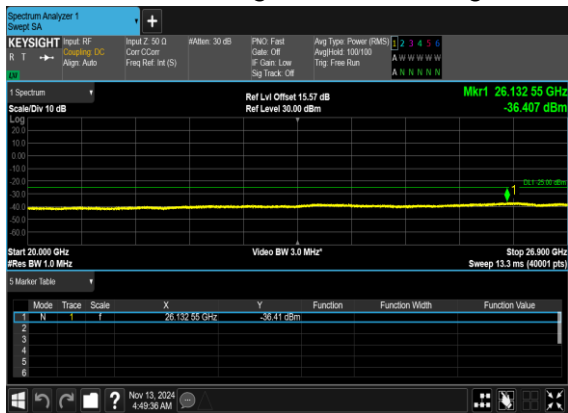 Spectrum Analyzer 1
Swept SA
KEYSIGHT Input: RF Input Z: 50 Ω #Atten: 30 dB PNO: Fast Avg Type: Power (RMS) 1 2 3 4 5 6
R T Coupling: DC Corr CCorr Gate: Off Avg|Hold: 100/100 A W W W W W
Align: Auto Freq Ref: Int (S) IF Gain: Low Trig: Free Run
Sig Track: Off A N N N N N
1 Spectrum Ref Lvl Offset 15.57 dB Mkr1 26.132 55 GHz
Scale/Div 10 dB Ref Level 30.00 dBm -36.407 dBm
Log
20.0
10.0
0.00
-10.0
-20.0
DL1 -25.00 dBm
-30.0
1
-40.0
-50.0
-60.0
Start 20.000 GHz Video BW 3.0 MHz* Stop 26.900 GHz
#Res BW 1.0 MHz Sweep 13.3 ms (40001 pts)
5 Marker Table
Mode Trace Scale X Y Function Function Width Function Value
1 N 1 f 26.132 55 GHz -36.41 dBm
2
3
4
5
6
? Nov 13, 2024
4:49:36 AM